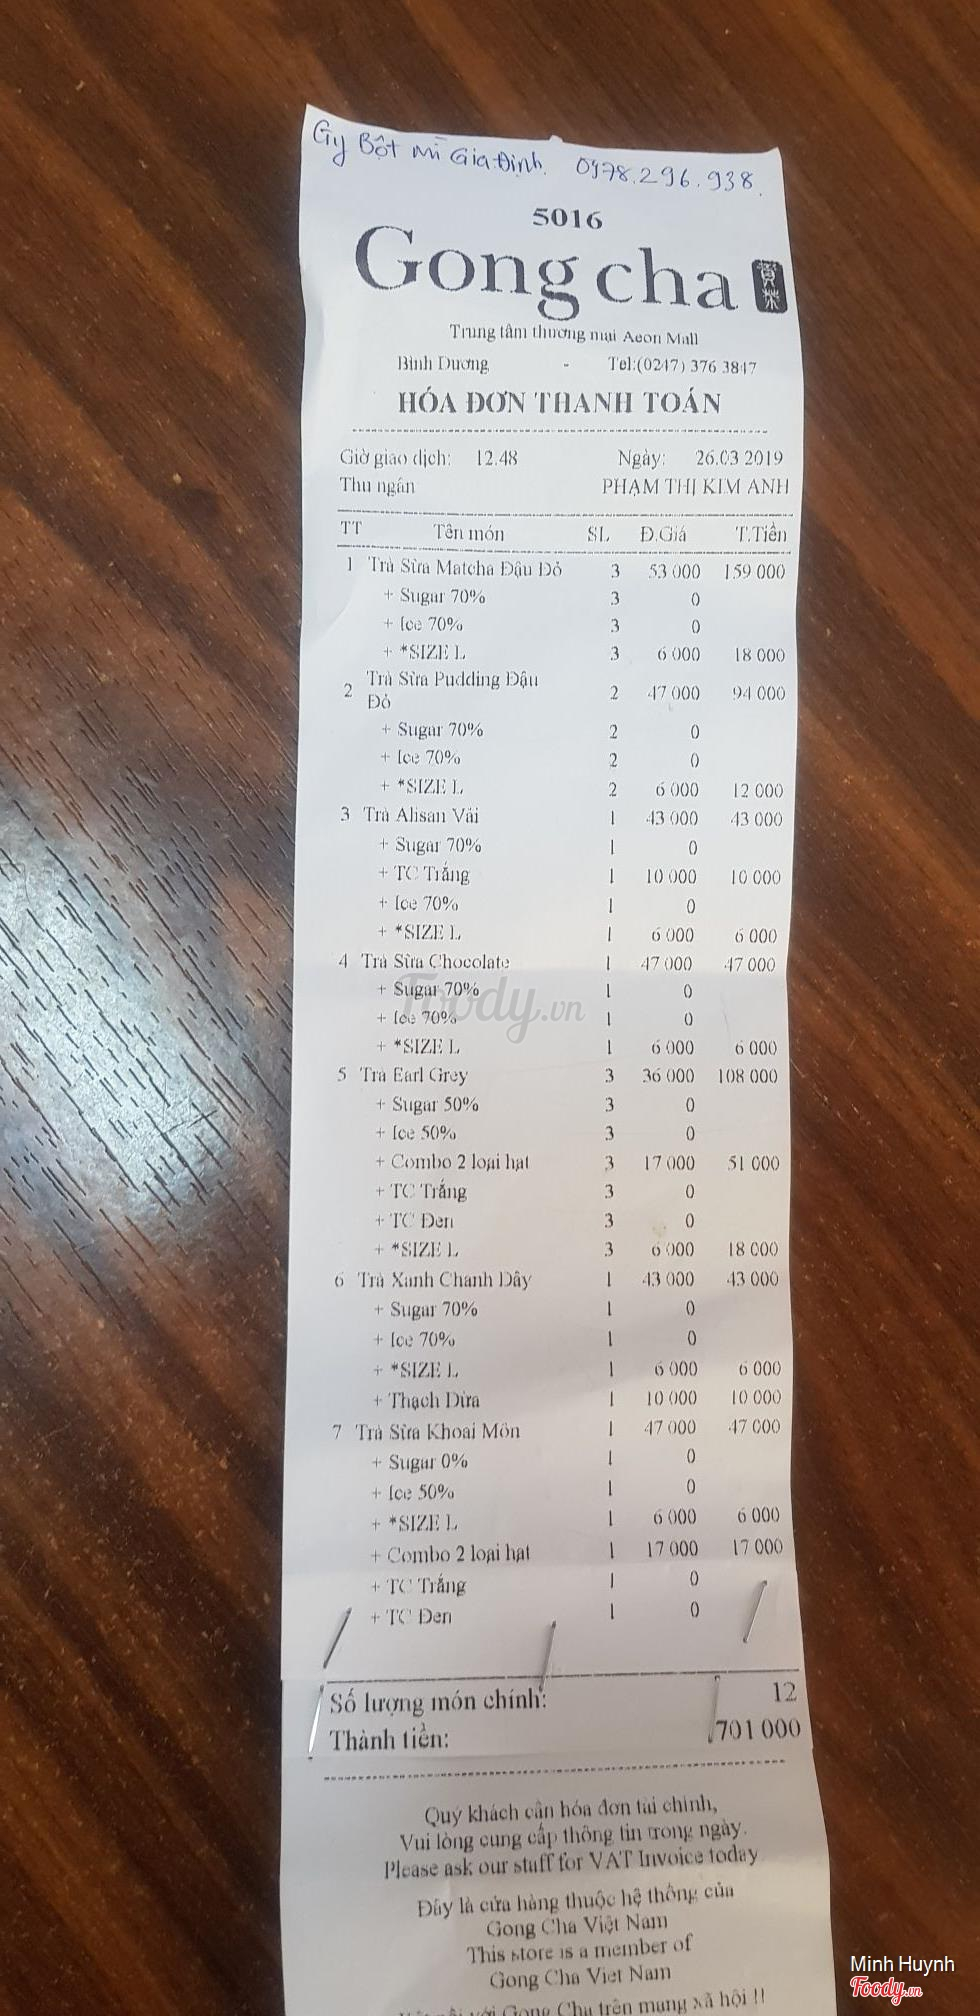 Gy Bột mì Gia Định. 0978.296.938.
5016
Gong cha 貢茶
Trung tâm thương mại Aeon Mall
Bình Dương - Tel:(0247) 376 3847
HÓA ĐƠN THANH TOÁN
Giờ giao dịch: 12.48 Ngày: 26.03 2019
Thu ngân PHẠM THỊ KIM ANH
TT Tên món SL Đ.Giá T.Tiền
1 Trà Sữa Matcha Đậu Đỏ 3 53 000 159 000
+ Sugar 70% 3 0
+ Ice 70% 3 0
+ *SIZE L 3 6 000 18 000
Trà Sữa Pudding Đậu
2 Đỏ 2 47 000 94 000
+ Sugar 70% 2 0
+ Ice 70% 2 0
+ *SIZE L 2 6 000 12 000
3 Trà Alisan Vải 1 43 000 43 000
+ Sugar 70% 1 0
+ TC Trắng 1 10 000 10 000
+ Ice 70% 1 0
+ *SIZE L 1 6 000 6 000
4 Trà Sữa Chocolate 1 47 000 47 000
+ Sugar 70% 1 0
Foody.vn
+ Ice 70% 1 0
+ *SIZE L 1 6 000 6 000
5 Trà Earl Grey 3 36 000 108 000
+ Sugar 50% 3 0
+ Ice 50% 3 0
+ Combo 2 loại hạt 3 17 000 51 000
+ TC Trắng 3 0
+ TC Đen 3 0
+ *SIZE L 3 6 000 18 000
6 Trà Xanh Chanh Dây 1 43 000 43 000
+ Sugar 70% 1 0
+ Ice 70% 1 0
+ *SIZE L 1 6 000 6 000
+ Thạch Dừa 1 10 000 10 000
7 Trà Sữa Khoai Môn 1 47 000 47 000
+ Sugar 0% 1 0
+ Ice 50% 1 0
+ *SIZE L 1 6 000 6 000
+ Combo 2 loại hạt 1 17 000 17 000
+ TC Trắng 1 0
+ TC Đen 1 0
Số lượng món chính: 12
Thành tiền: 701 000
Quý khách cần hóa đơn tài chính,
Vui lòng cung cấp thông tin trong ngày.
Please ask our stuff for VAT Invoice today
Đây là cửa hàng thuộc hệ thống của
Gong Cha Việt Nam
This store is a member of
Gong Cha Viet Nam
với Gong Cha trên mạng xã hội !!
Minh Huynh
Foody.vn